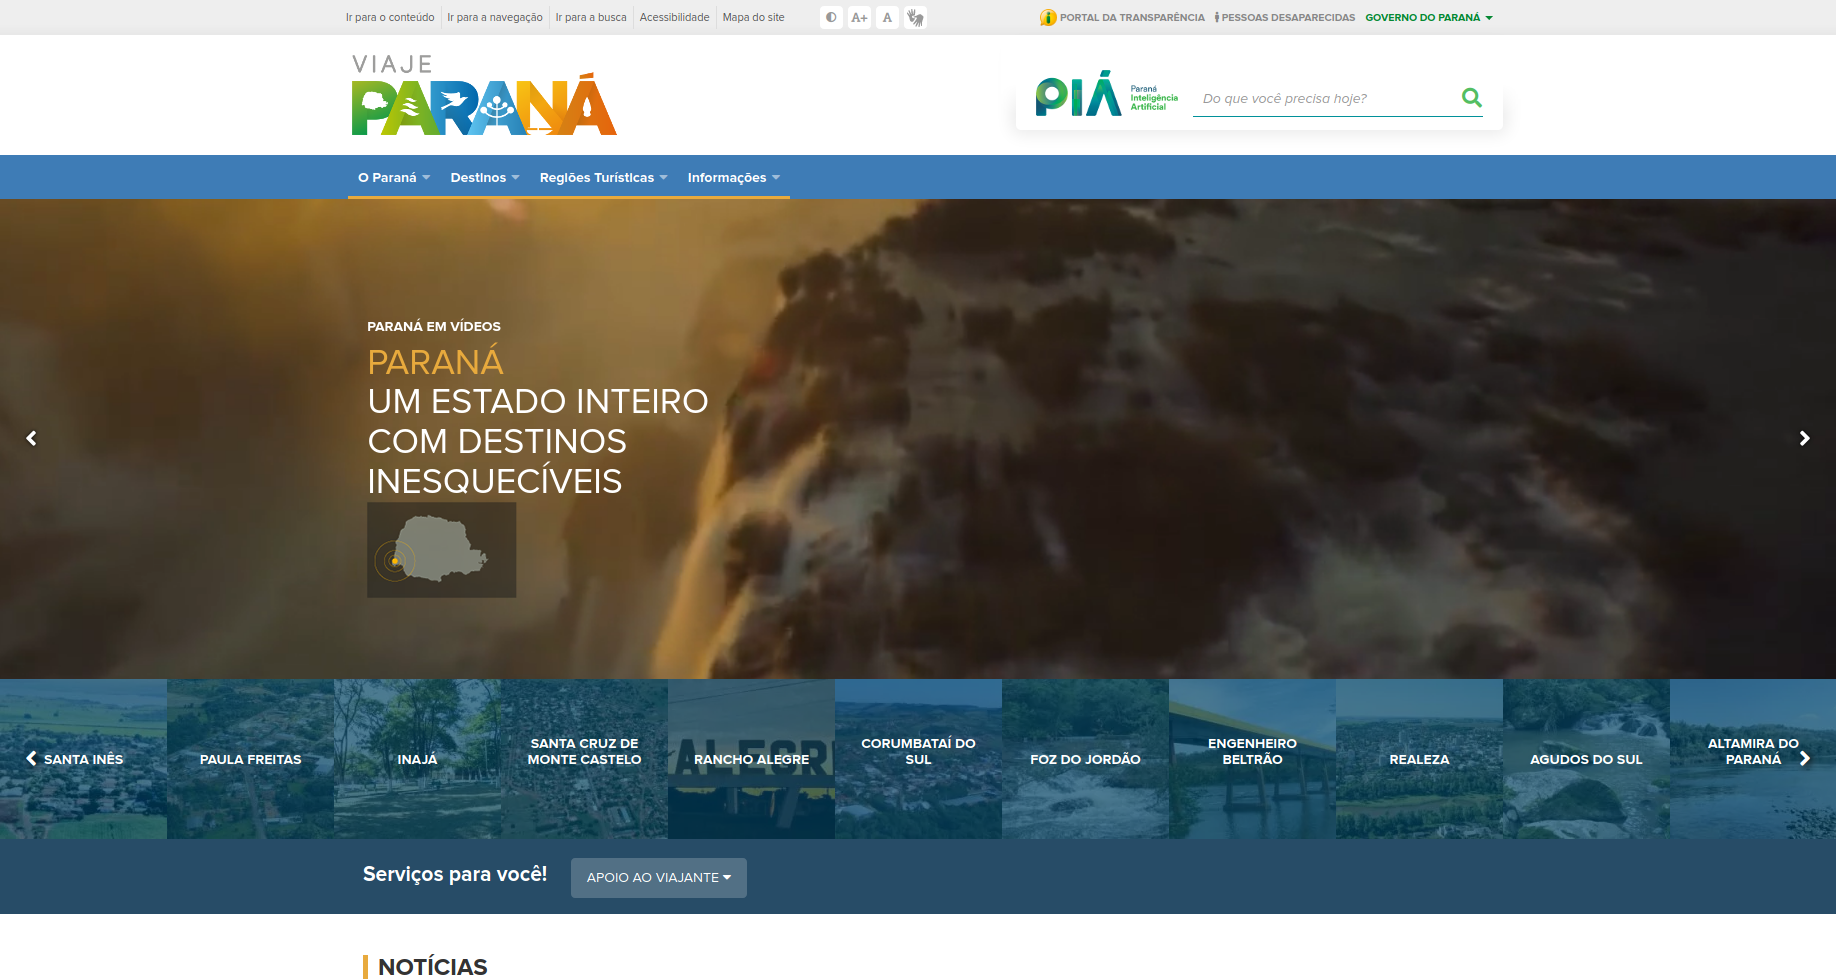 Ir para o conteúdo Ir para a navegação Ir para a busca Acessibilidade Mapa do site A+ A PORTAL DA TRANSPARÊNCIA PESSOAS DESAPARECIDAS GOVERNO DO PARANÁ
VIAJE
PARANÁ
PIÁ
Paraná
Inteligência
Artificial
Do que você precisa hoje?
O Paraná Destinos Regiões Turísticas Informações
PARANÁ EM VÍDEOS
PARANÁ
UM ESTADO INTEIRO
COM DESTINOS
INESQUECÍVEIS
SANTA INÊS
PAULA FREITAS
INAJÁ
SANTA CRUZ DE
MONTE CASTELO
ALEGR
RANCHO ALEGRE
CORUMBATAÍ DO
SUL
FOZ DO JORDÃO
ENGENHEIRO
BELTRÃO
REALEZA
AGUDOS DO SUL
ALTAMIRA DO
PARANÁ
Serviços para você! APOIO AO VIAJANTE
NOTÍCIAS